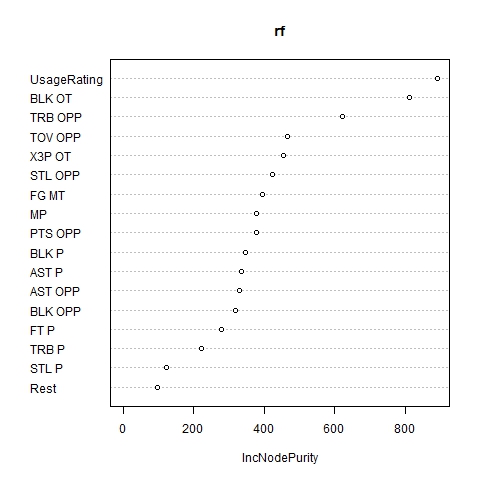 rf
UsageRating
BLK OT
TRB OPP
TOV OPP
X3P OT
STL OPP
FG MT
MP
PTS OPP
BLK P
AST P
AST OPP
BLK OPP
FT P
TRB P
STL P
Rest
0 200 400 600 800
IncNodePurity